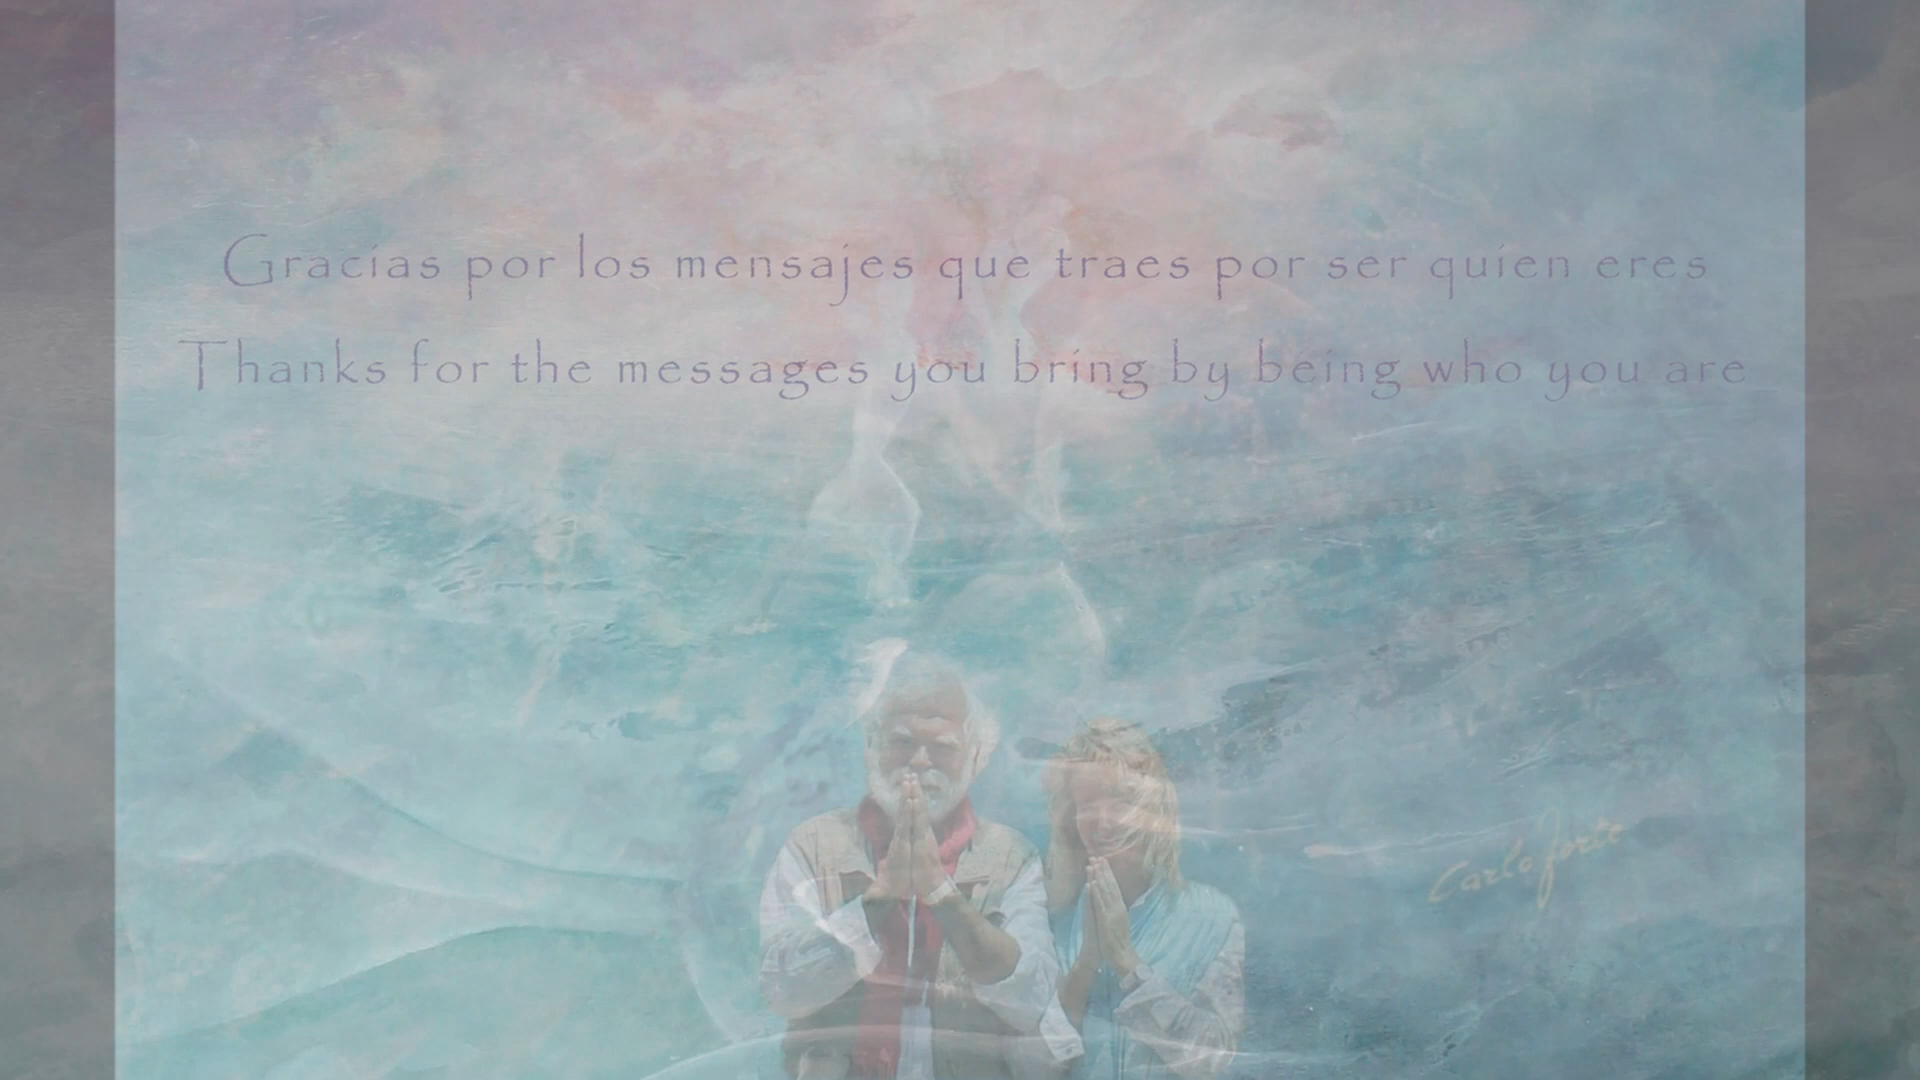 Gracias por los mensajes que traes por ser quien eres
Thanks for the messages you bring by being who you are
Carlo Forte